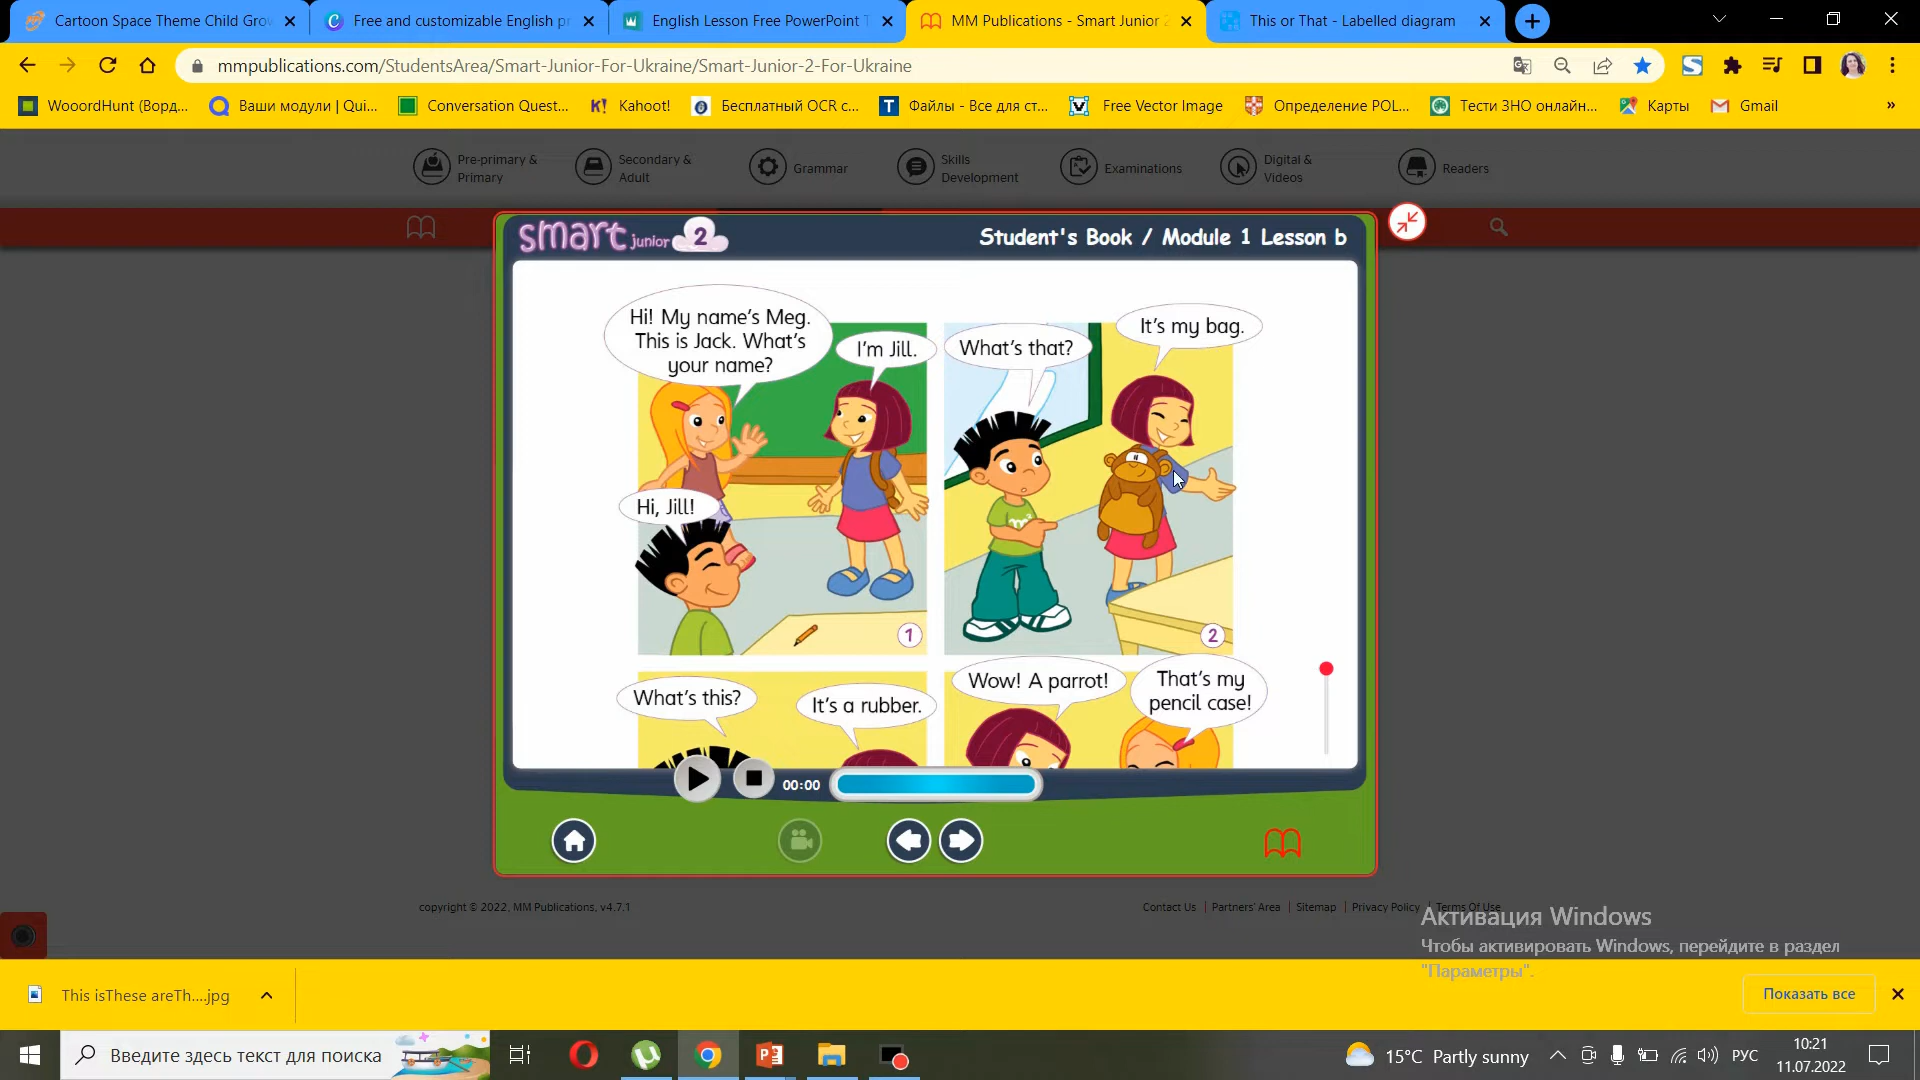 Cartoon Space Theme Child Grow
Free and customizable English pr
English Lesson Free PowerPoint T
MM Publications - Smart Junior 2
This or That - Labelled diagram
mmpublications.com/StudentsArea/Smart-Junior-For-Ukraine/Smart-Junior-2-For-Ukraine
WooordHunt (Ворд...
Ваши модули | Qui...
Conversation Quest...
K!
Kahoot!
Бесплатный OCR с...
T
Файлы - Все для ст...
Free Vector Image
Определение POL...
Тести ЗНО онлайн...
Карты
Gmail
»
Pre-primary &
Primary
Secondary &
Adult
Grammar
Skills
Development
Examinations
Digital &
Videos
Readers
smart junior 2
Student's Book / Module 1 Lesson b
Hi! My name's Meg.
This is Jack. What's
your name?
I'm Jill.
Hi, Jill!
1
What's that?
It's my bag.
2
What's this?
It's a rubber.
Wow! A parrot!
That's my
pencil case!
00:00
copyright © 2022, MM Publications, v4.7.1
Contact Us
Partners' Area
Sitemap
Privacy Policy
Terms Of Use
Активация Windows
Чтобы активировать Windows, перейдите в раздел
"Параметры".
This isThese areTh....jpg
Показать все
Введите здесь текст для поиска
15°C Partly sunny
РУС
10:21
11.07.2022